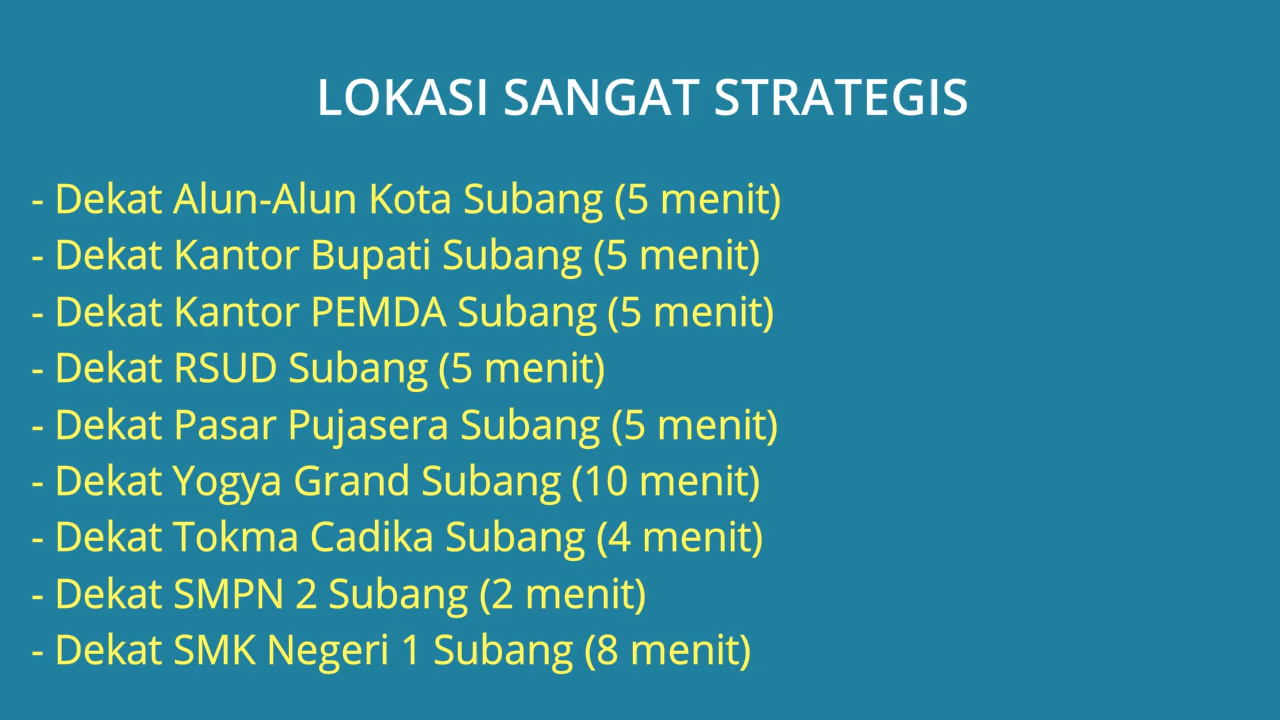 LOKASI SANGAT STRATEGIS
- Dekat Alun-Alun Kota Subang (5 menit)
- Dekat Kantor Bupati Subang (5 menit)
- Dekat Kantor PEMDA Subang (5 menit)
- Dekat RSUD Subang (5 menit)
- Dekat Pasar Pujasera Subang (5 menit)
- Dekat Yogya Grand Subang (10 menit)
- Dekat Tokma Cadika Subang (4 menit)
- Dekat SMPN 2 Subang (2 menit)
- Dekat SMK Negeri 1 Subang (8 menit)